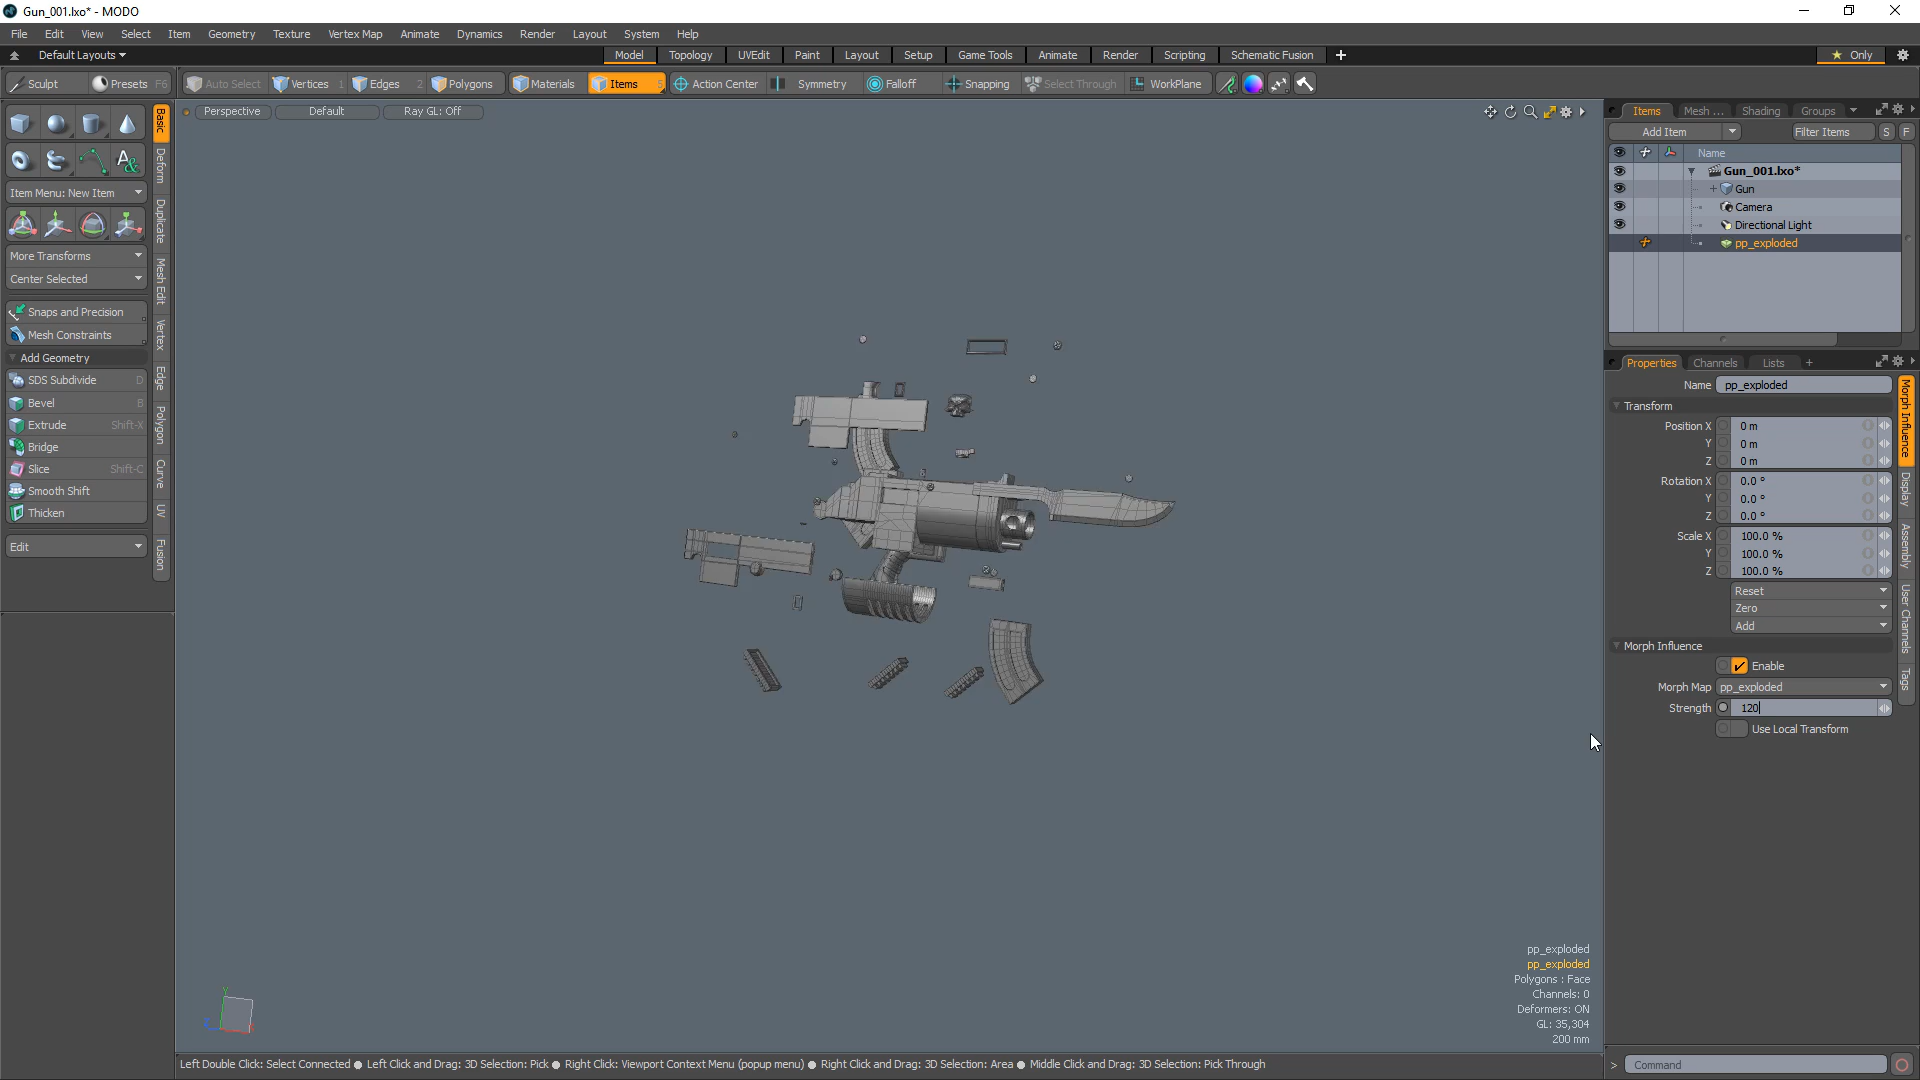 Gun_001.lxo* - MODO
File Edit View Select Item Geometry Texture Vertex Map Animate Dynamics Render Layout System Help
Default Layouts Model Topology UVEdit Paint Layout Setup Game Tools Animate Render Scripting Schematic Fusion Only
Sculpt Presets F6 Auto Select Vertices 1 Edges 2 Polygons Materials Items 5 Action Center Symmetry Falloff Snapping Select Through WorkPlane
Perspective Default Ray GL: Off
Basic
Deform
Duplicate
Mesh Edit
Vertex
Edge
Polygon
Curve
UV
Fusion
Item Menu: New Item
More Transforms
Center Selected
Snaps and Precision
Mesh Constraints
Add Geometry
SDS Subdivide D
Bevel B
Extrude Shift-X
Bridge
Slice Shift-C
Smooth Shift
Thicken
Edit
Items Mesh ... Shading Groups
Add Item Filter Items S F
Name
Gun_001.lxo*
Gun
Camera
Directional Light
pp_exploded
Properties Channels Lists +
Name pp_exploded
Transform
Position X 0 m
Y 0 m
Z 0 m
Rotation X 0.0 °
Y 0.0 °
Z 0.0 °
Scale X 100.0 %
Y 100.0 %
Z 100.0 %
Reset
Zero
Add
Morph Influence
Enable
Morph Map pp_exploded
Strength 120
Use Local Transform
Morph Influence
Display
Assembly
User Channels
Tags
pp_exploded
pp_exploded
Polygons : Face
Channels: 0
Deformers: ON
GL: 35,304
200 mm
Y
Left Double Click: Select Connected ● Left Click and Drag: 3D Selection: Pick ● Right Click: Viewport Context Menu (popup menu) ● Right Click and Drag: 3D Selection: Area ● Middle Click and Drag: 3D Selection: Pick Through
> Command